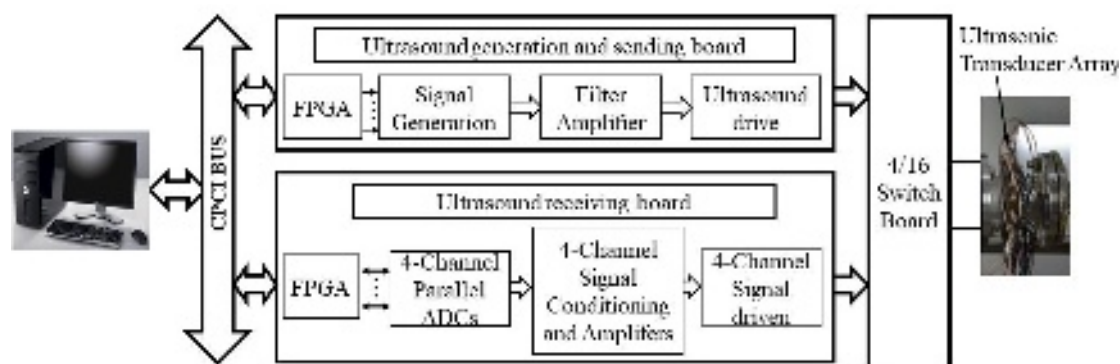 Ultrasound generation and sending board
FPGA
Signal
Generation
Filter
Amplifier
Ultrasound
drive
CPCI BUS
Ultrasound receiving board
FPGA
4-Channel
Parallel
ADCs
4-Channel
Signal
Conditioning
and Amplifers
4-Channel
Signal
driven
4/16
Switch
Board
Ultrasonic
Transducer Array